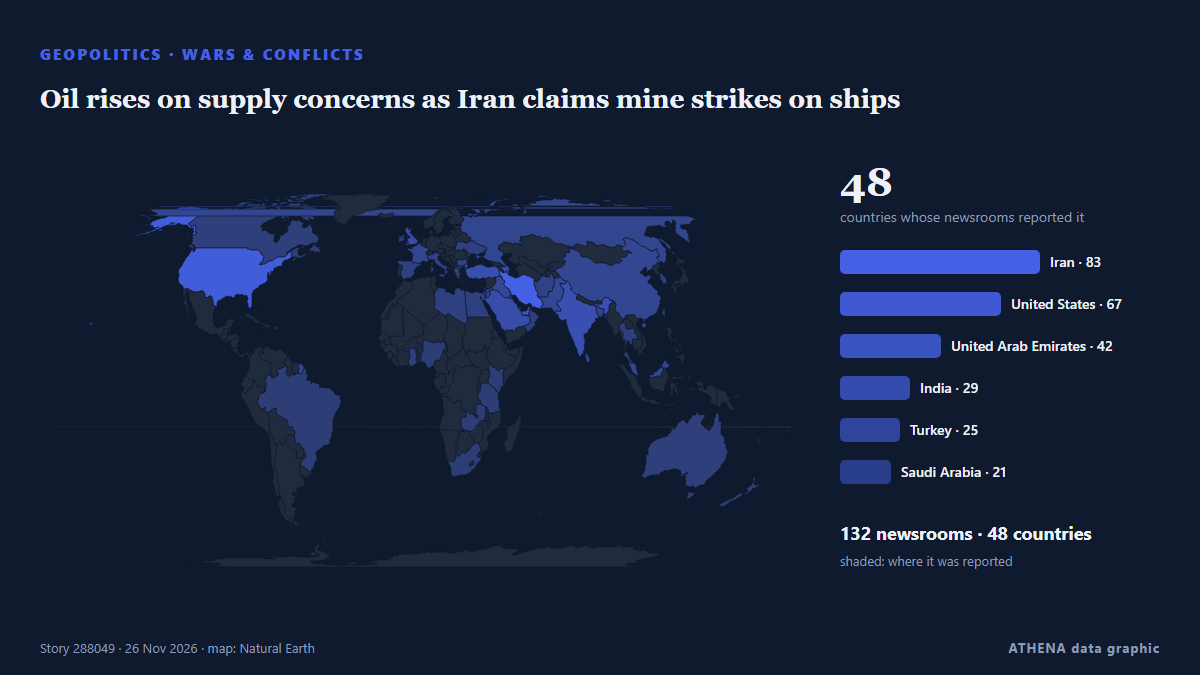 GEOPOLITICS · WARS & CONFLICTS
Oil rises on supply concerns as Iran claims mine strikes on ships
48
countries whose newsrooms reported it
Iran · 83
United States · 67
United Arab Emirates · 42
India · 29
Turkey · 25
Saudi Arabia · 21
132 newsrooms · 48 countries
shaded: where it was reported
Story 288049 · 26 Nov 2026 · map: Natural Earth
ATHENA data graphic